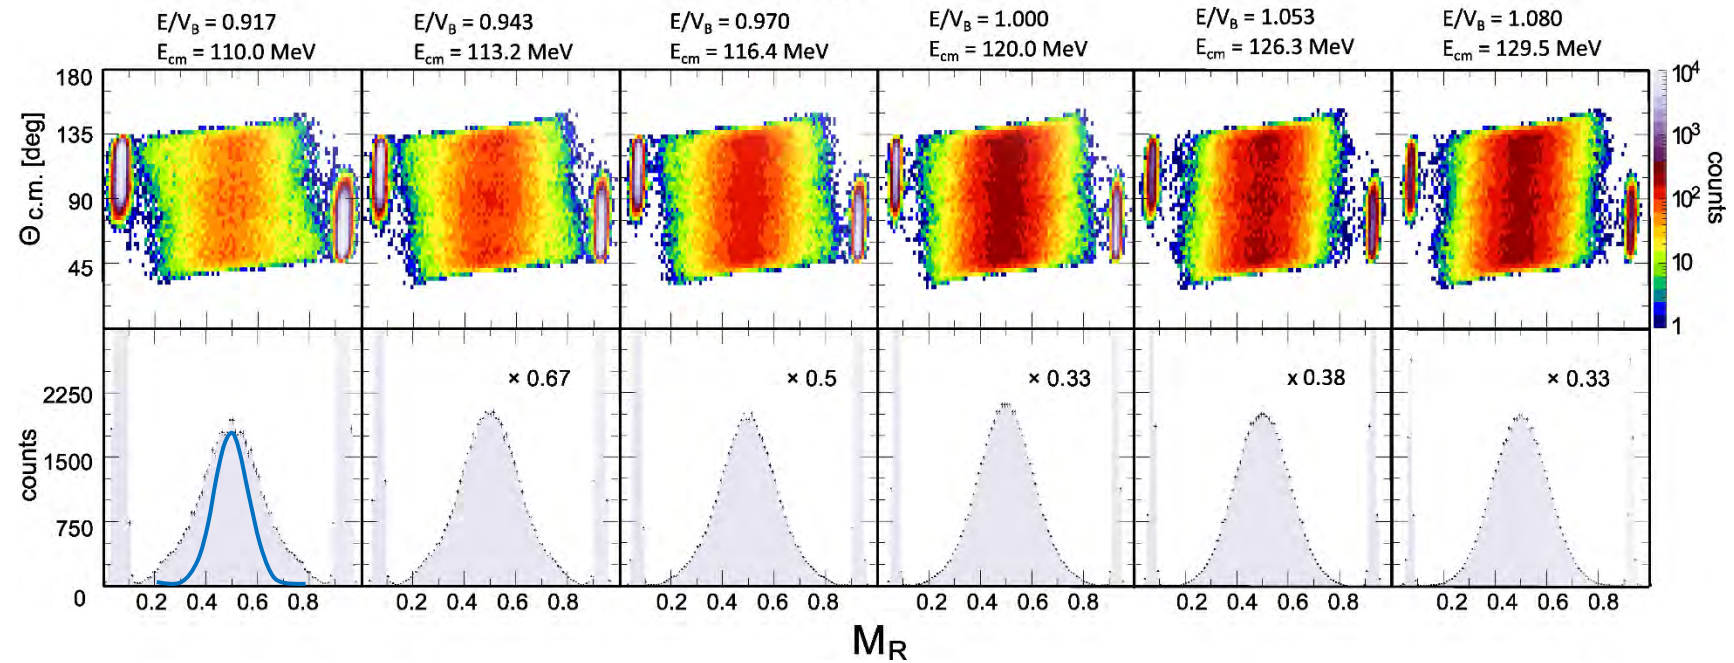 E/V_B = 0.917
E_cm = 110.0 MeV
E/V_B = 0.943
E_cm = 113.2 MeV
E/V_B = 0.970
E_cm = 116.4 MeV
E/V_B = 1.000
E_cm = 120.0 MeV
E/V_B = 1.053
E_cm = 126.3 MeV
E/V_B = 1.080
E_cm = 129.5 MeV
Θ c.m. [deg]
180
135
90
45
10⁴
10³
10²
10
1
counts
counts
2250
1500
750
0
× 0.67
× 0.5
× 0.33
x 0.38
× 0.33
0.2 0.4 0.6 0.8
0.2 0.4 0.6 0.8
0.2 0.4 0.6 0.8
0.2 0.4 0.6 0.8
0.2 0.4 0.6 0.8
0.2 0.4 0.6 0.8
M_R